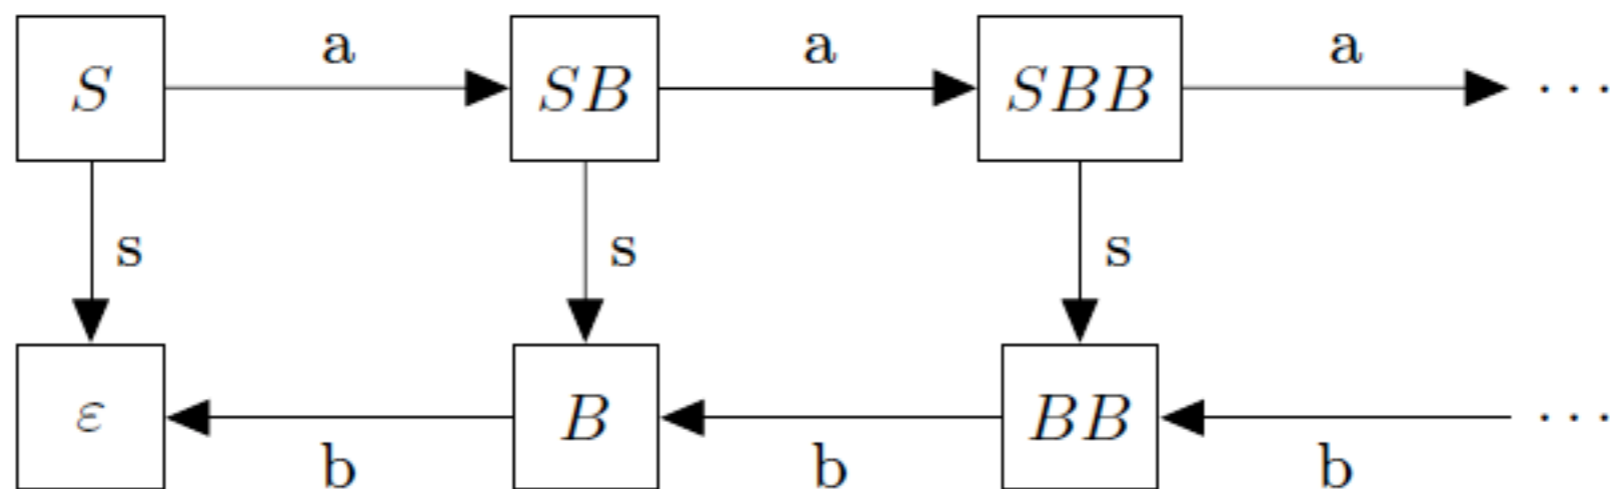 a a a
S SB SBB ···
s s s
ε B BB ···
b b b